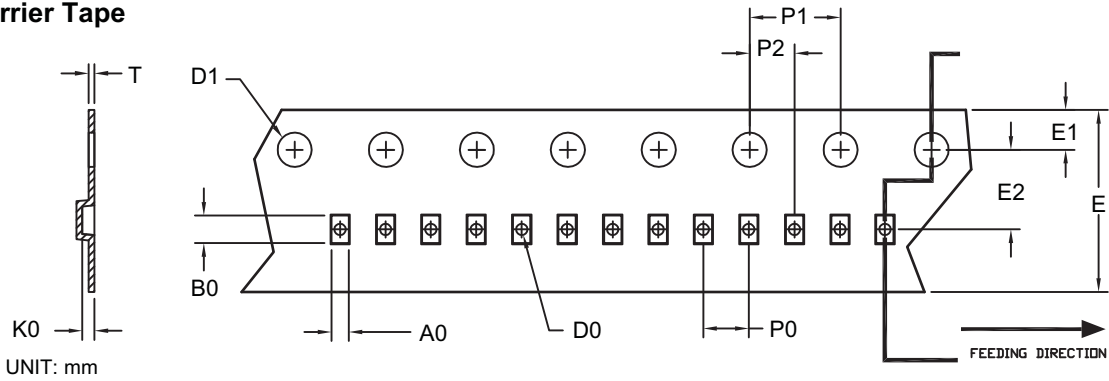 rrier Tape
P1
P2
T
D1
E1
E2
E
B0
K0
A0
D0
P0
FEEDING DIRECTION
UNIT: mm